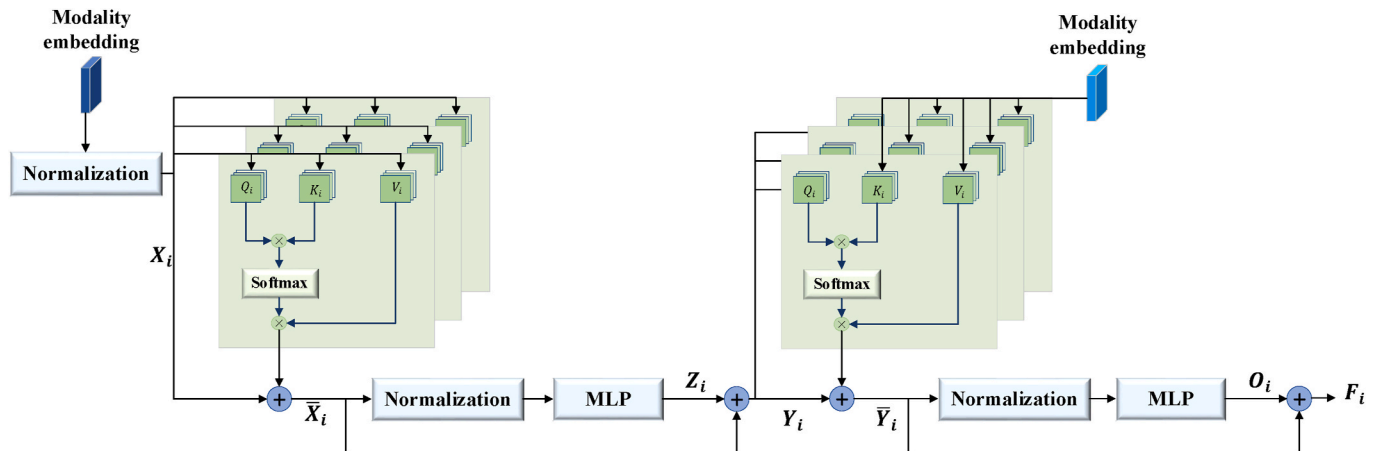 Modality
embedding
Normalization
Q_i K_i V_i
Softmax
X_i
X̅_i
Normalization
MLP
Z_i
Modality
embedding
Q_i K_i V_i
Softmax
Y_i
Y̅_i
Normalization
MLP
O_i
F_i